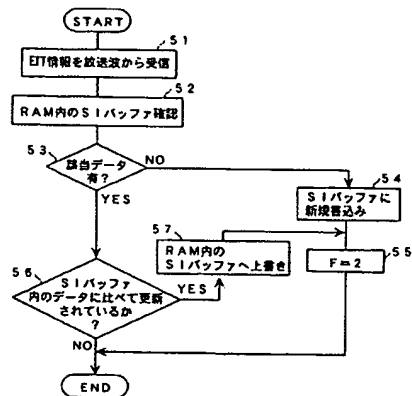 START
51
EIT情報を放送波から受信
52
RAM内のSIバッファ確認
53
該当データ
有?
NO
YES
54
SIバッファに
新規書込み
57
RAM内の
SIバッファへ上書き
55
F=2
56
SIバッファ
内のデータに比べて更新
されているか
?
YES
NO
END